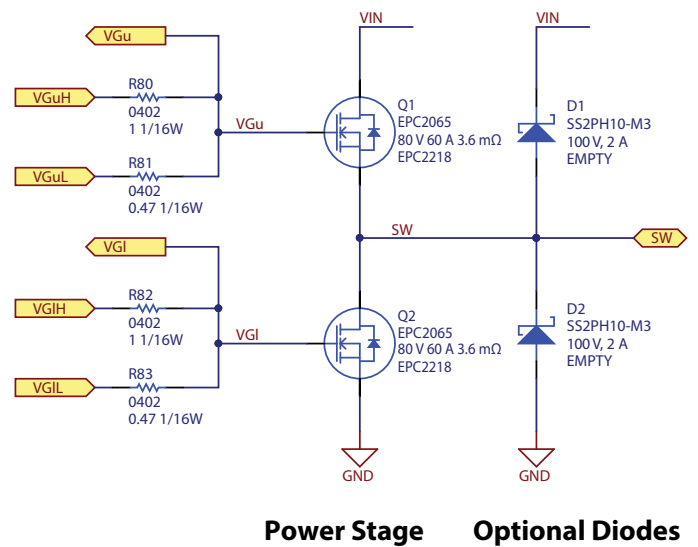 VGu
VGuH
R80
0402
1 1/16W
VGuL
R81
0402
0.47 1/16W
VGu
VIN
Q1
EPC2065
80 V 60 A 3.6 mΩ
EPC2218
VIN
D1
SS2PH10-M3
100 V, 2 A
EMPTY
SW
SW
VGl
VGlH
R82
0402
1 1/16W
VGlL
R83
0402
0.47 1/16W
VGl
Q2
EPC2065
80 V 60 A 3.6 mΩ
EPC2218
D2
SS2PH10-M3
100 V, 2 A
EMPTY
GND
GND
Power Stage
Optional Diodes